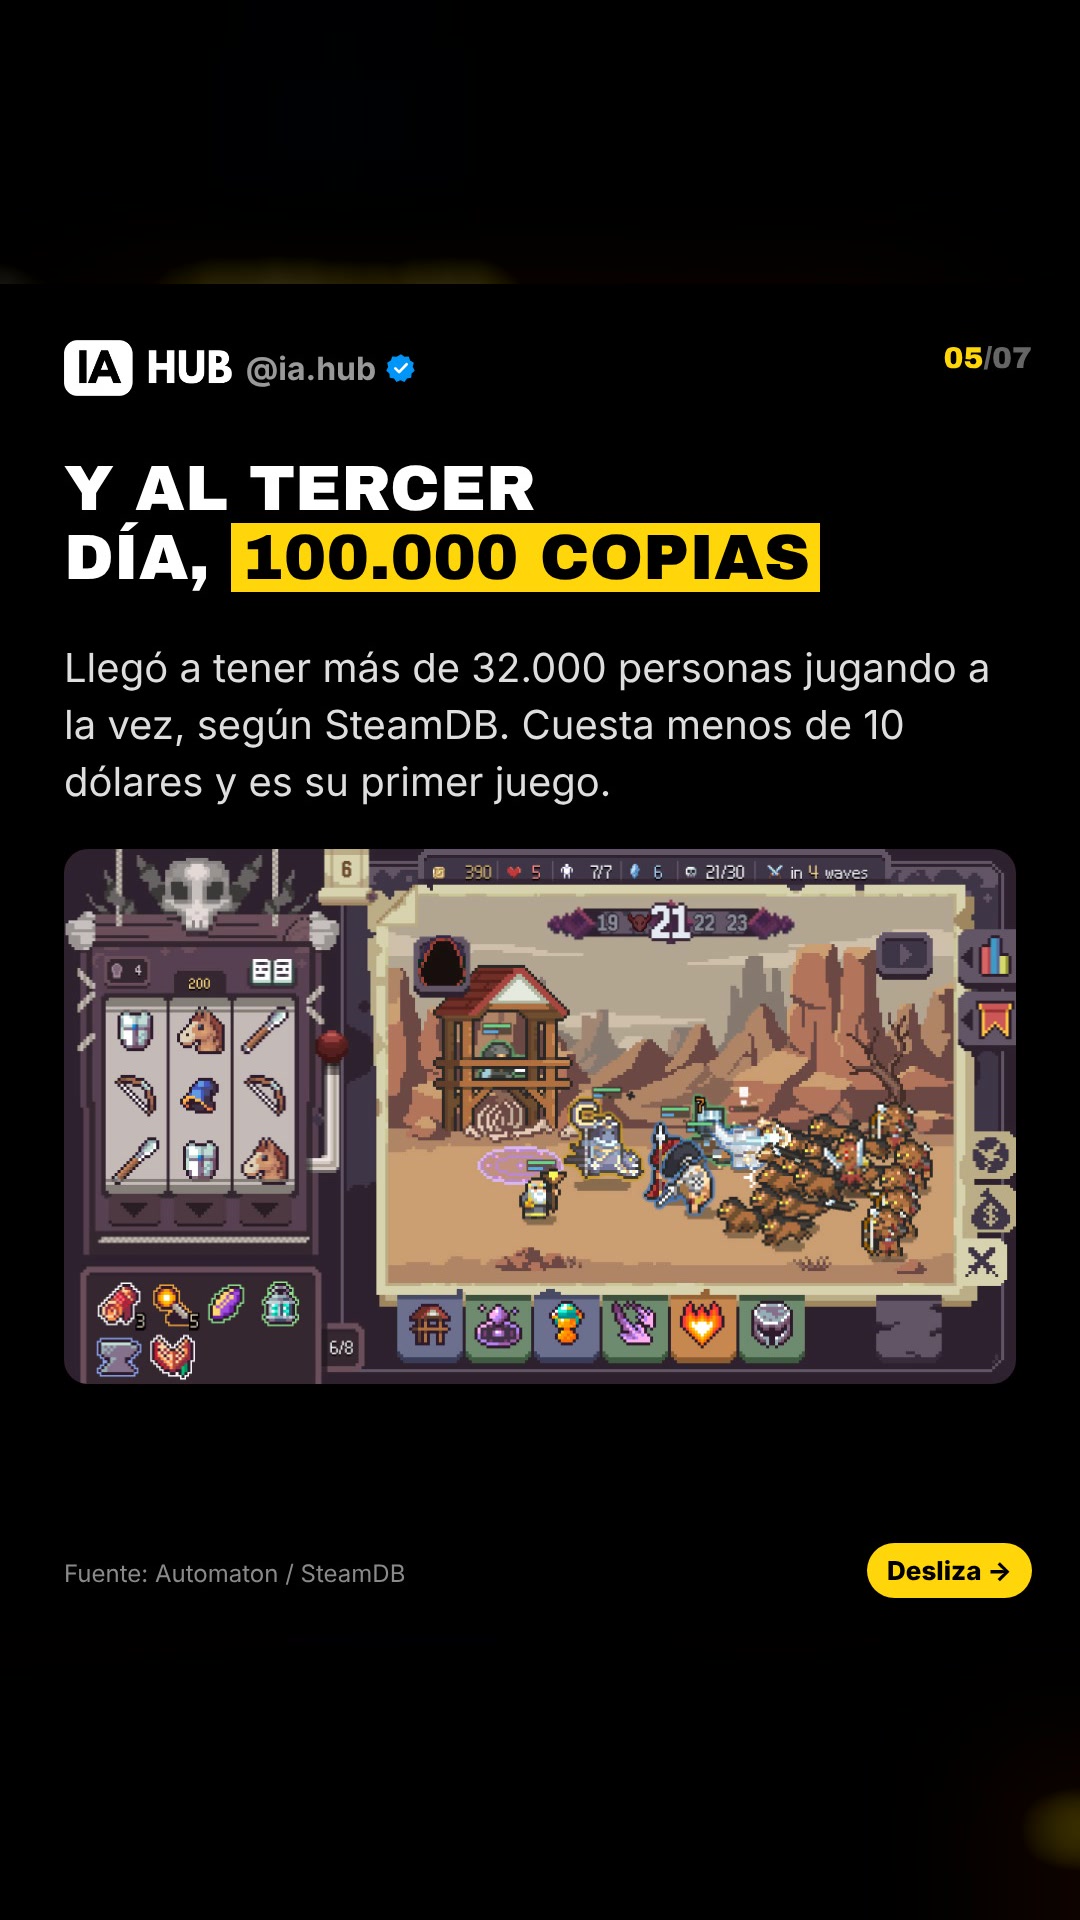 IA HUB @ia.hub
05/07
Y AL TERCER
DÍA, 100.000 COPIAS
Llegó a tener más de 32.000 personas jugando a
la vez, según SteamDB. Cuesta menos de 10
dólares y es su primer juego.
6
390 5 7/7 6 21/30 in 4 waves
19 21 22 23
4
200
3
5
6/8
Fuente: Automaton / SteamDB
Desliza →